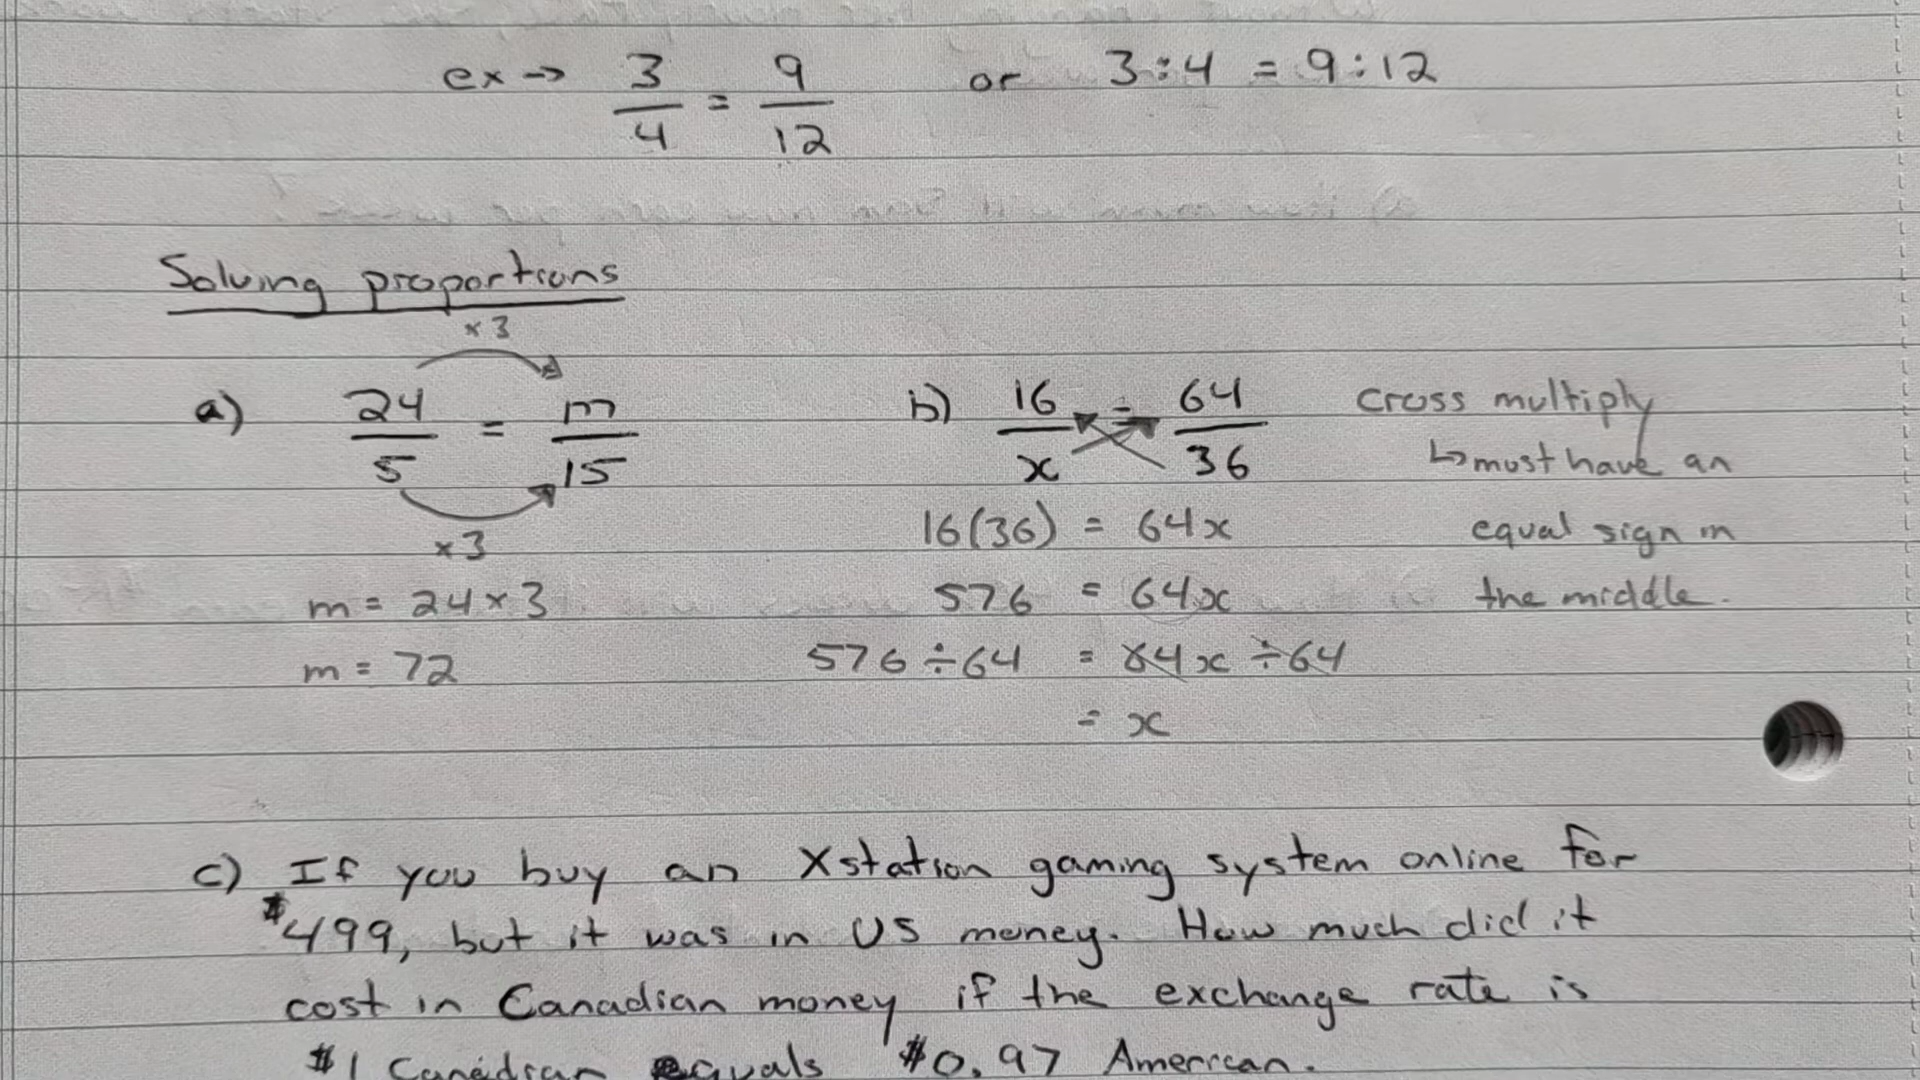 ex → 3/4 = 9/12 or 3:4 = 9:12
Solving proportions
× 3
a) 24/5 = m/15
× 3
m = 24 × 3
m = 72
b) 16/x = 64/36
16(36) = 64x
576 = 64x
576 ÷ 64 = 64x ÷ 64
= x
cross multiply
↳ must have an
equal sign in
the middle.
c) If you buy an Xstation gaming system online for
$499, but it was in US money. How much did it
cost in Canadian money if the exchange rate is
$1 Canadian equals $0.97 American.